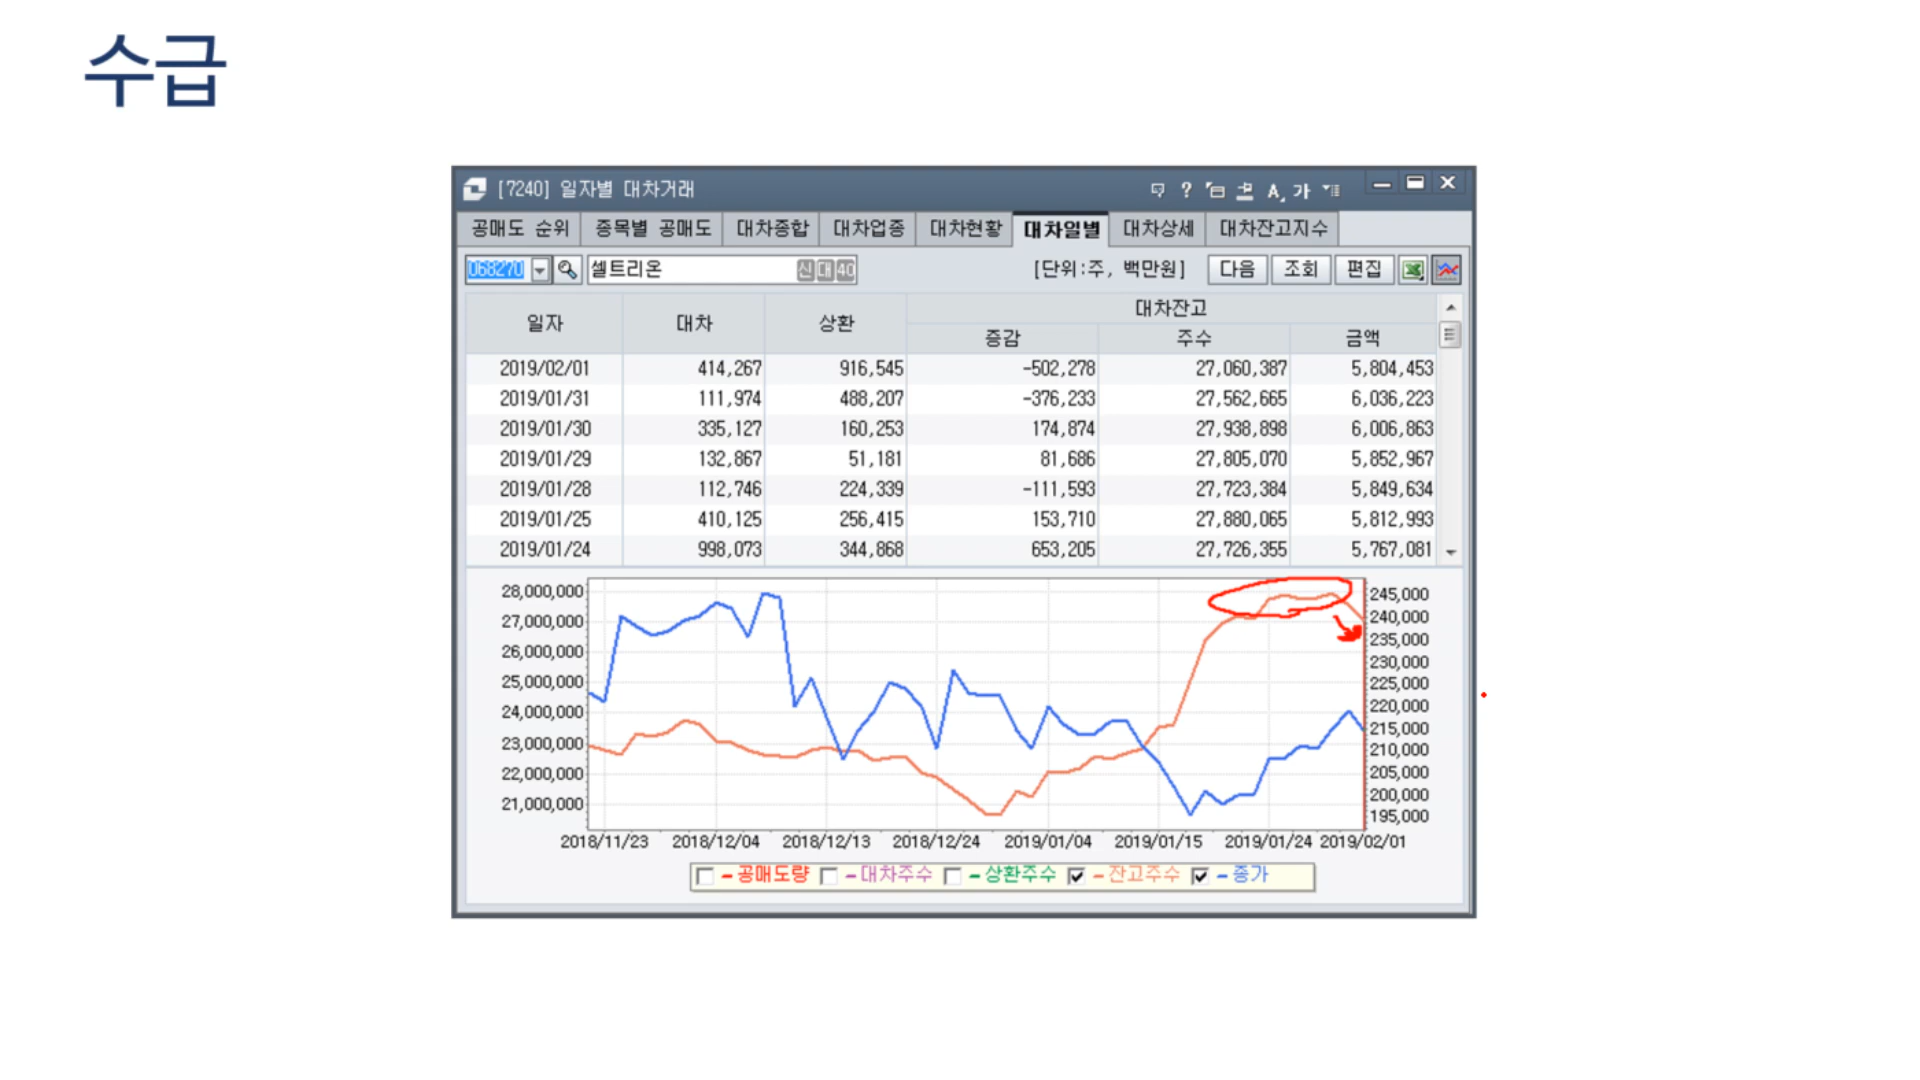 수급
[7240] 일자별 대차거래
공매도 순위 종목별 공매도 대차종합 대차업종 대차현황 대차일별 대차상세 대차잔고지수
068270 셀트리온 신 대 40 [단위:주, 백만원] 다음 조회 편집
일자 대차 상환 대차잔고
증감 주수 금액
2019/02/01 414,267 916,545 -502,278 27,060,387 5,804,453
2019/01/31 111,974 488,207 -376,233 27,562,665 6,036,223
2019/01/30 335,127 160,253 174,874 27,938,898 6,006,863
2019/01/29 132,867 51,181 81,686 27,805,070 5,852,967
2019/01/28 112,746 224,339 -111,593 27,723,384 5,849,634
2019/01/25 410,125 256,415 153,710 27,880,065 5,812,993
2019/01/24 998,073 344,868 653,205 27,726,355 5,767,081
28,000,000 245,000
27,000,000 240,000
235,000
26,000,000 230,000
25,000,000 225,000
24,000,000 220,000
215,000
23,000,000 210,000
22,000,000 205,000
21,000,000 200,000
195,000
2018/11/23 2018/12/04 2018/12/13 2018/12/24 2019/01/04 2019/01/15 2019/01/24 2019/02/01
공매도량 대차주수 상환주수 잔고주수 종가